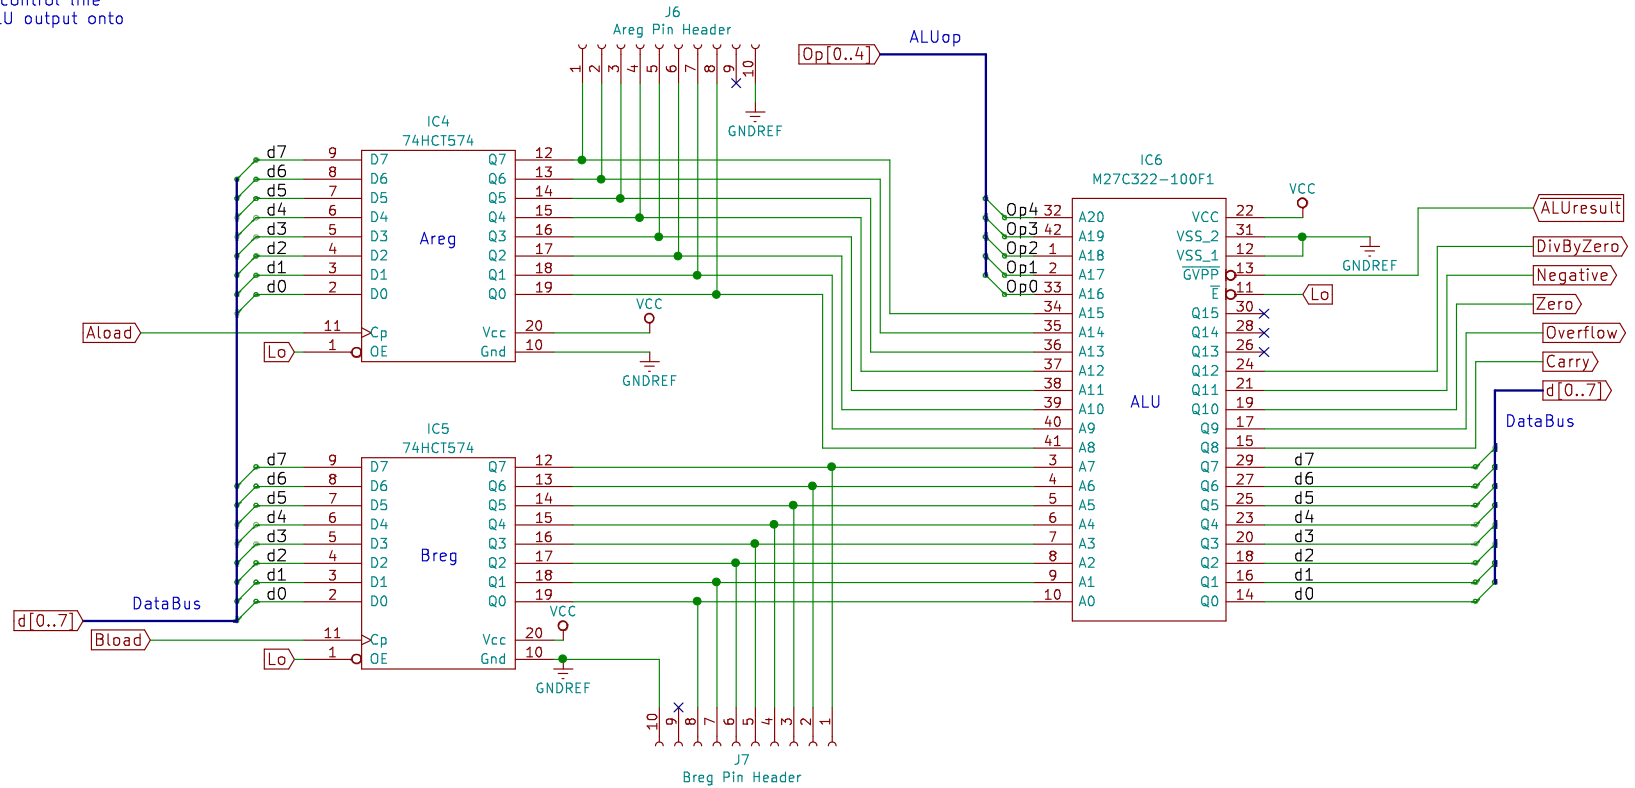 control line
LU output onto
J6
Areg Pin Header
1 2 3 4 5 6 7 8 9 10
GNDREF
Op[0..4]
ALUop
IC4
74HCT574
d7 9 D7 Q7 12
d6 8 D6 Q6 13
d5 7 D5 Q5 14
d4 6 D4 Q4 15
d3 5 D3 Q3 16
d2 4 D2 Q2 17
d1 3 D1 Q1 18
d0 2 D0 Q0 19
Areg
Aload 11 Cp Vcc 20 VCC
Lo 1 OE Gnd 10
GNDREF
IC5
74HCT574
d7 9 D7 Q7 12
d6 8 D6 Q6 13
d5 7 D5 Q5 14
d4 6 D4 Q4 15
d3 5 D3 Q3 16
d2 4 D2 Q2 17
d1 3 D1 Q1 18
d0 2 D0 Q0 19
Breg
DataBus
d[0..7]
Bload 11 Cp Vcc 20 VCC
Lo 1 OE Gnd 10
GNDREF
10 9 8 7 6 5 4 3 2 1
J7
Breg Pin Header
IC6
M27C322-100F1
VCC
Op4 32 A20 VCC 22
Op3 42 A19 VSS_2 31
Op2 1 A18 VSS_1 12
Op1 2 A17 GVPP 13
Op0 33 A16 E 11 Lo
34 A15 Q15 30
35 A14 Q14 28
36 A13 Q13 26
37 A12 Q12 24
38 A11 Q11 21
39 A10 Q10 19
40 A9 Q9 17
41 A8 Q8 15
3 A7 Q7 29 d7
4 A6 Q6 27 d6
5 A5 Q5 25 d5
6 A4 Q4 23 d4
7 A3 Q3 20 d3
8 A2 Q2 18 d2
9 A1 Q1 16 d1
10 A0 Q0 14 d0
ALU
GNDREF
ALUresult
DivByZero
Negative
Zero
Overflow
Carry
d[0..7]
DataBus